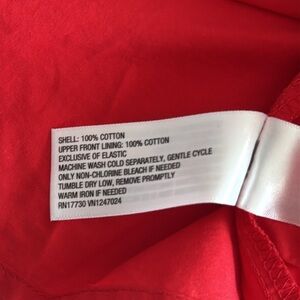 SHELL: 100% COTTON
UPPER FRONT LINING: 100% COTTON
EXCLUSIVE OF ELASTIC
MACHINE WASH COLD SEPARATELY, GENTLE CYCLE
ONLY NON-CHLORINE BLEACH IF NEEDED
TUMBLE DRY LOW, REMOVE PROMPTLY
WARM IRON IF NEEDED
RN17730 VN1247024